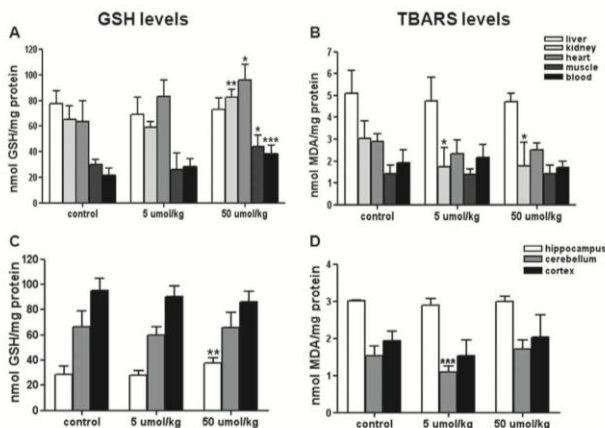 GSH levels
TBARS levels
A
nmol GSH/mg protein
120
100
80
60
40
20
0
**
*
*
***
control
5 umol/kg
50 umol/kg
B
nmol MDA/mg protein
7
6
5
4
3
2
1
0
*
*
control
5 umol/kg
50 umol/kg
liver
kidney
heart
muscle
blood
C
nmol GSH/mg protein
120
100
80
60
40
20
0
**
control
5 umol/kg
50 umol/kg
D
nmol MDA/mg protein
4
3
2
1
0
***
control
5 umol/kg
50 umol/kg
hippocampus
cerebellum
cortex